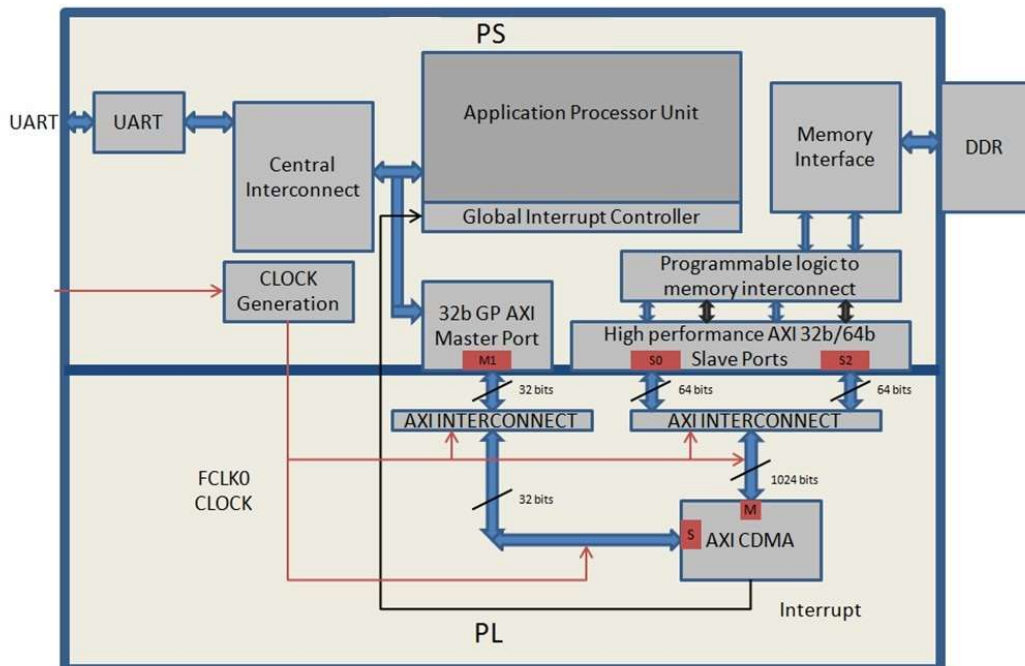 PS
UART
UART
Central
Interconnect
Application Processor Unit
Global Interrupt Controller
Memory
Interface
DDR
CLOCK
Generation
32b GP AXI
Master Port
M1
Programmable logic to
memory interconnect
High performance AXI 32b/64b
Slave Ports
S0
S2
32 bits
64 bits
64 bits
AXI INTERCONNECT
AXI INTERCONNECT
FCLK0
CLOCK
32 bits
1024 bits
M
S
AXI CDMA
Interrupt
PL